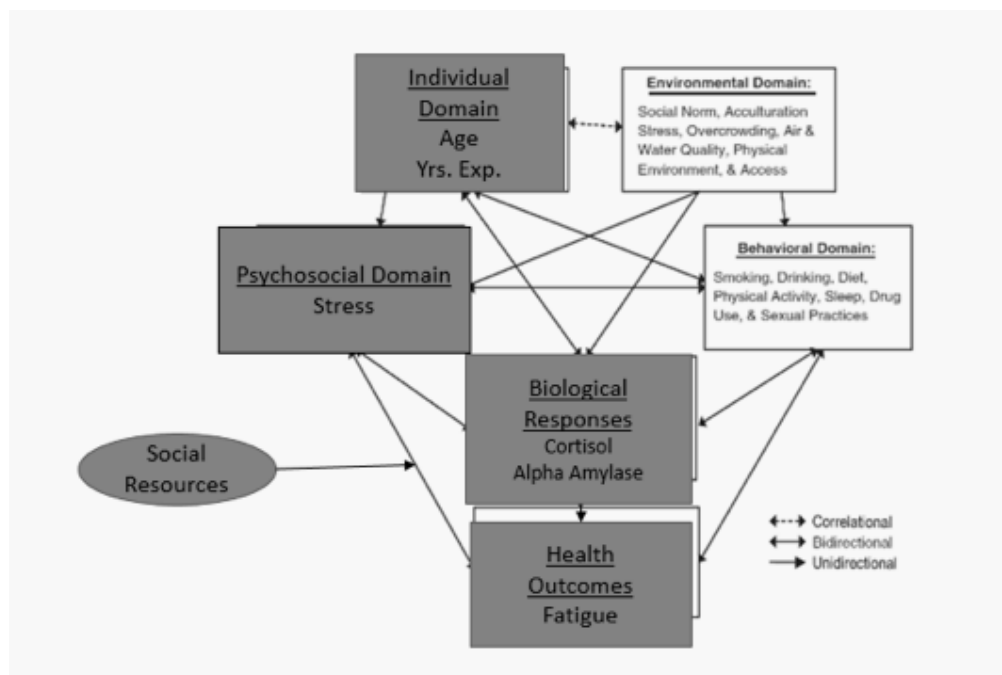 Individual
Domain
Age
Yrs. Exp.
Environmental Domain:
Social Norm, Acculturation
Stress, Overcrowding, Air &
Water Quality, Physical
Environment, & Access
Psychosocial Domain
Stress
Behavioral Domain:
Smoking, Drinking, Diet,
Physical Activity, Sleep, Drug
Use, & Sexual Practices
Biological
Responses
Cortisol
Alpha Amylase
Social
Resources
Health
Outcomes
Fatigue
Correlational
Bidirectional
Unidirectional